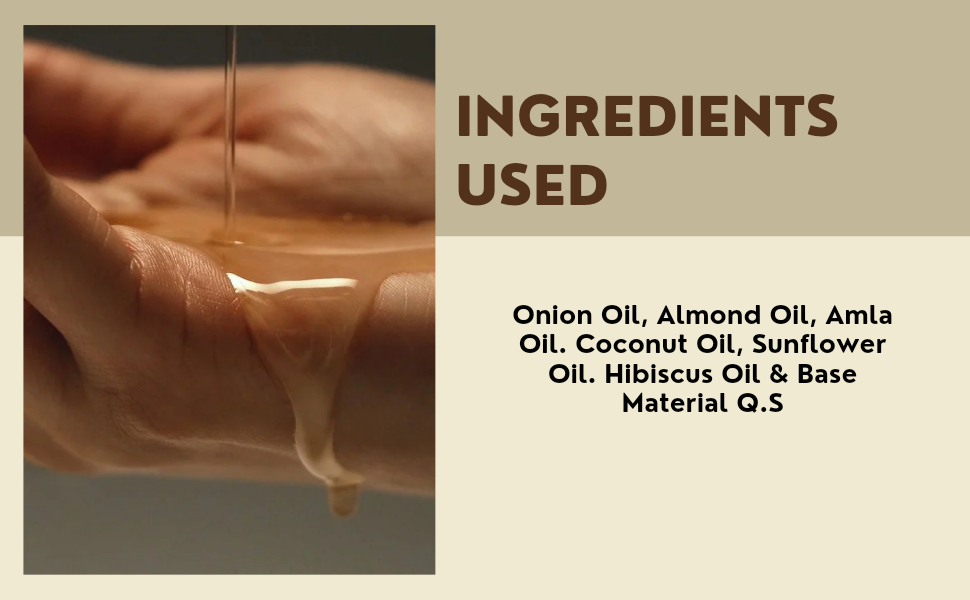 INGREDIENTS
USED
Onion Oil, Almond Oil, Amla
Oil. Coconut Oil, Sunflower
Oil. Hibiscus Oil & Base
Material Q.S